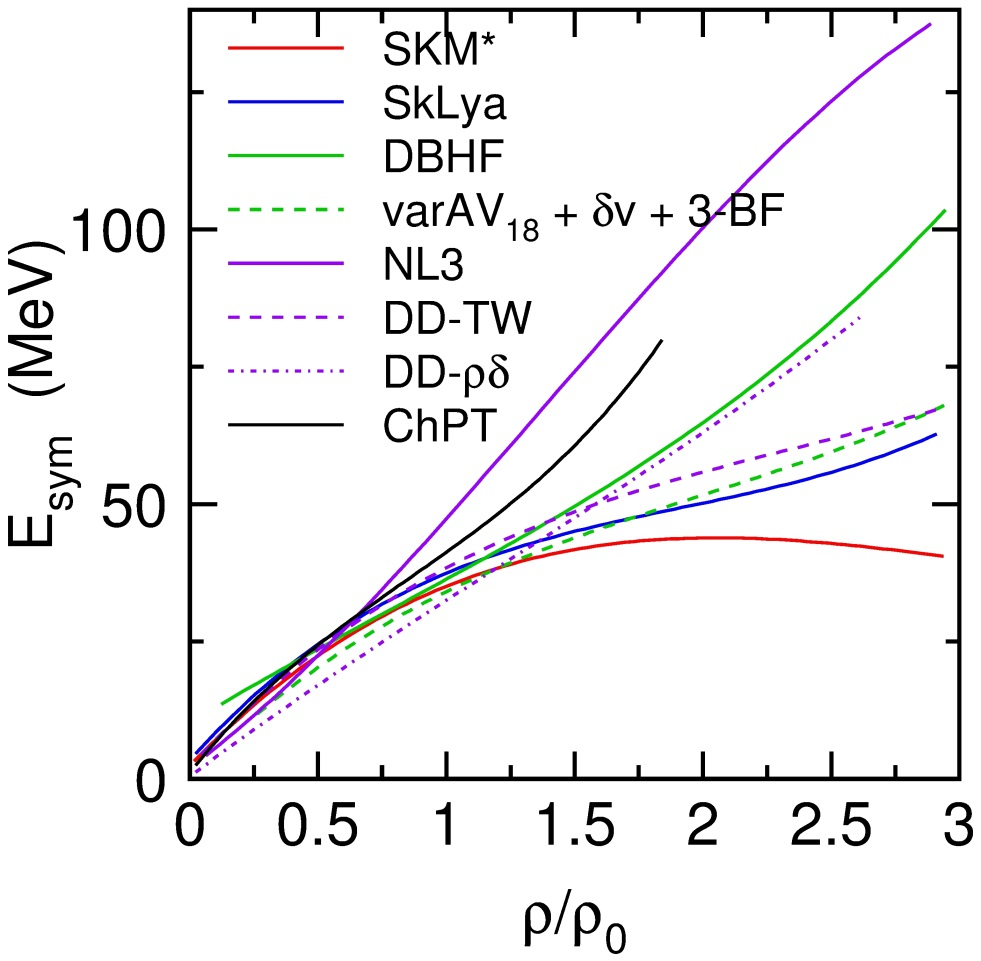 SKM*
SkLya
DBHF
varAV18 + δv + 3-BF
NL3
DD-TW
DD-ρδ
ChPT
Esym (MeV)
100
50
0
0 0.5 1 1.5 2 2.5 3
ρ/ρ0